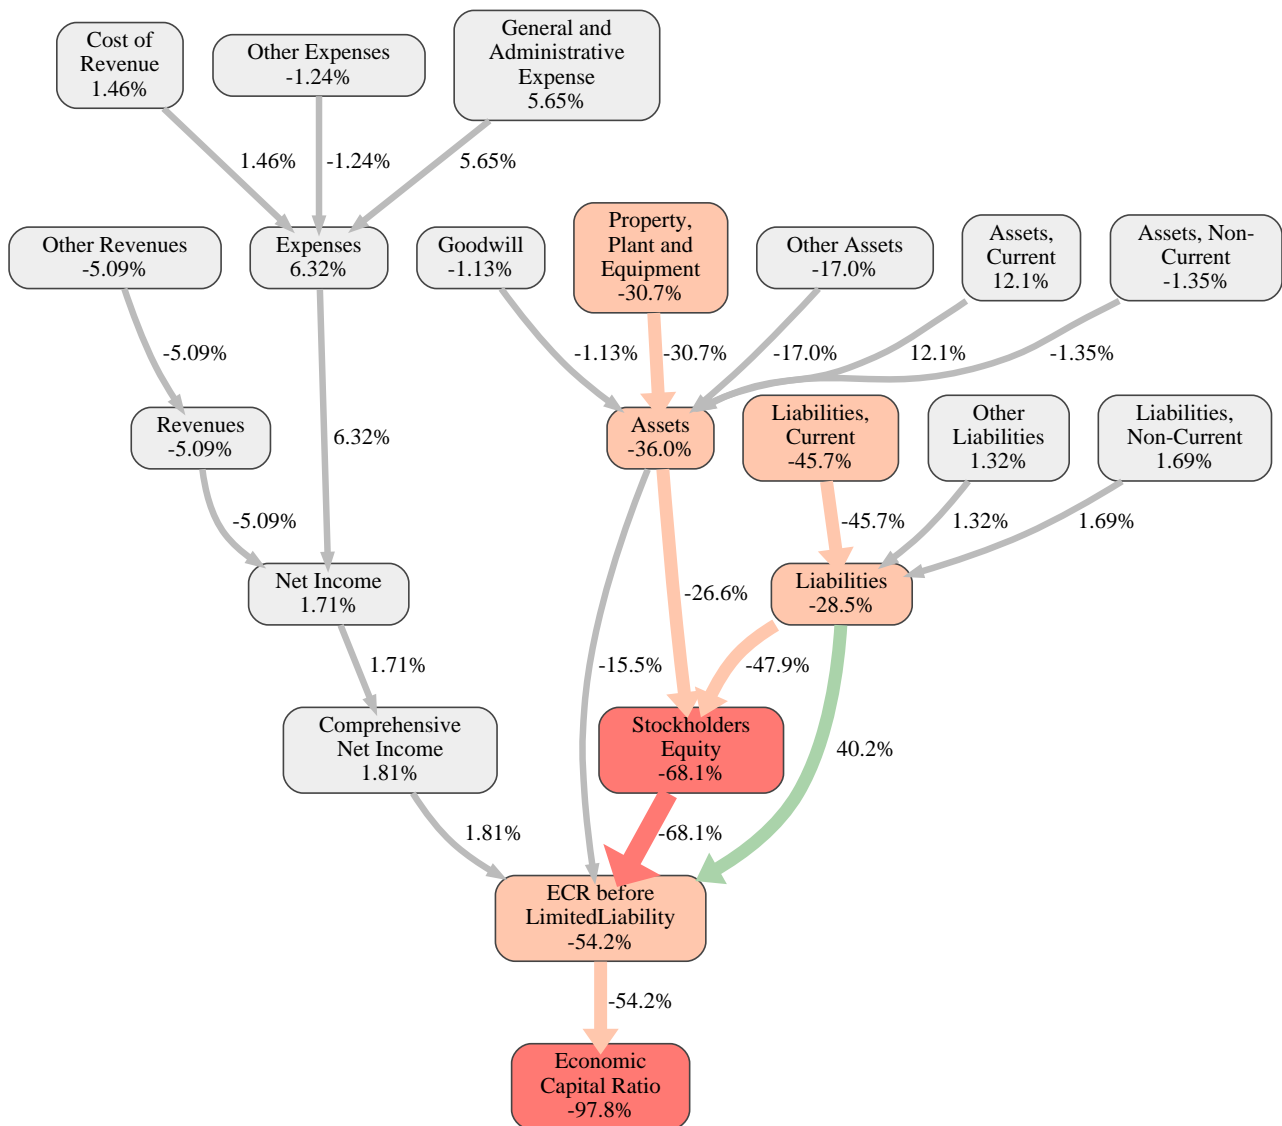 Cost of
Revenue
1.46%
Other Expenses
-1.24%
General and
Administrative
Expense
5.65%
1.46%
-1.24%
5.65%
Other Revenues
-5.09%
Expenses
6.32%
Goodwill
-1.13%
Property,
Plant and
Equipment
-30.7%
Other Assets
-17.0%
Assets,
Current
12.1%
Assets, Non-
Current
-1.35%
-5.09%
-1.13%
-30.7%
-17.0%
12.1%
-1.35%
Revenues
-5.09%
6.32%
Assets
-36.0%
Liabilities,
Current
-45.7%
Other
Liabilities
1.32%
Liabilities,
Non-Current
1.69%
-5.09%
-45.7%
1.32%
1.69%
Net Income
1.71%
-26.6%
Liabilities
-28.5%
1.71%
-15.5%
-47.9%
Comprehensive
Net Income
1.81%
Stockholders
Equity
-68.1%
40.2%
1.81%
-68.1%
ECR before
LimitedLiability
-54.2%
-54.2%
Economic
Capital Ratio
-97.8%